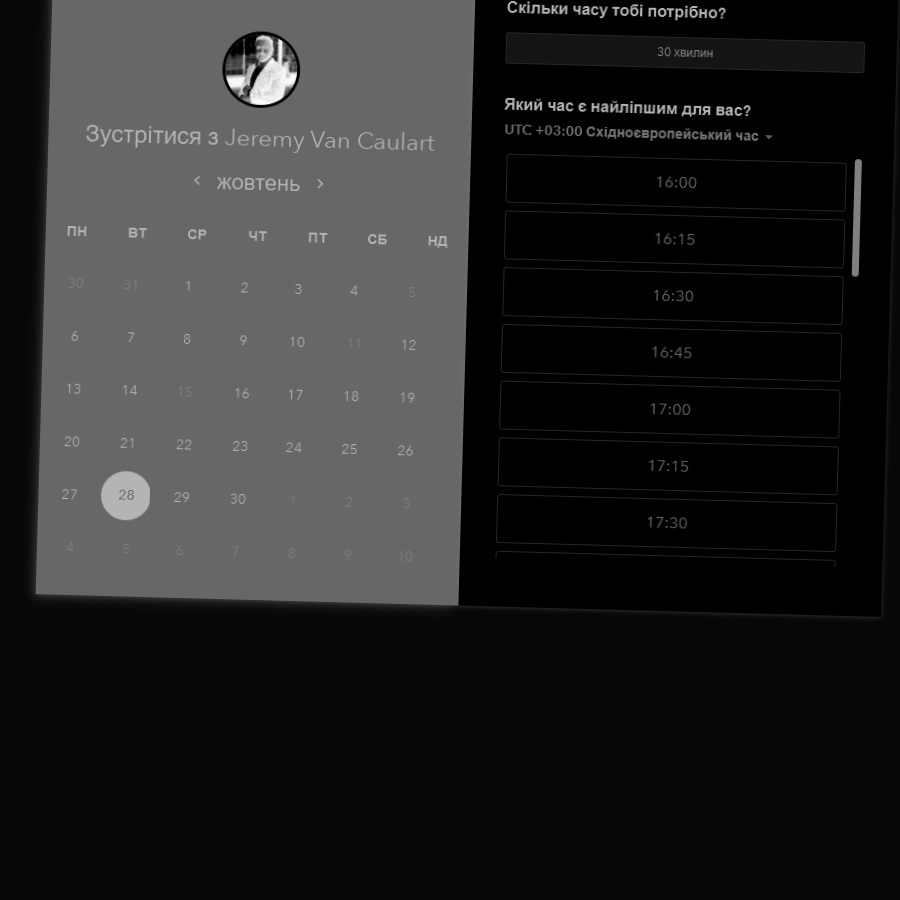 Зустрітися з Jeremy Van Caulart
жовтень
ПН ВТ СР ЧТ ПТ СБ НД
30 31 1 2 3 4 5
6 7 8 9 10 11 12
13 14 15 16 17 18 19
20 21 22 23 24 25 26
27 28 29 30 1 2 3
4 5 6 7 8 9 10
Скільки часу тобі потрібно?
30 хвилин
Який час є найліпшим для вас?
UTC +03:00 Східноєвропейський час
16:00
16:15
16:30
16:45
17:00
17:15
17:30